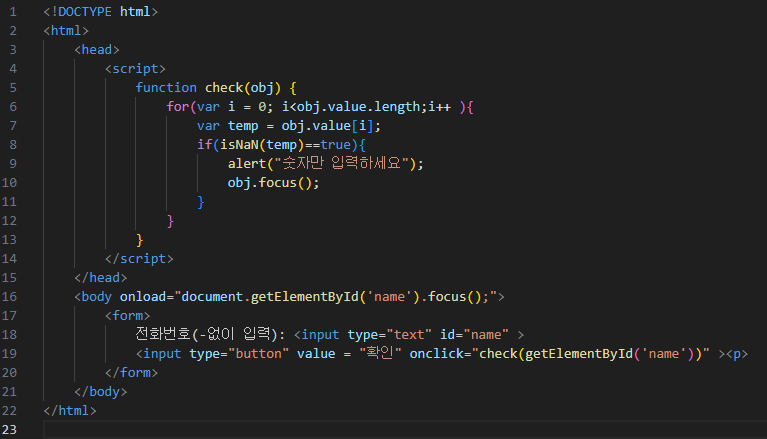 1 <!DOCTYPE html>
2 <html>
3 <head>
4 <script>
5 function check(obj) {
6 for(var i = 0; i<obj.value.length;i++ ){
7 var temp = obj.value[i];
8 if(isNaN(temp)==true){
9 alert("숫자만 입력하세요");
10 obj.focus();
11 }
12 }
13 }
14 </script>
15 </head>
16 <body onload="document.getElementById('name').focus();">
17 <form>
18 전화번호(-없이 입력): <input type="text" id="name" >
19 <input type="button" value = "확인" onclick="check(getElementById('name'))" ><p>
20 </form>
21 </body>
22 </html>
23